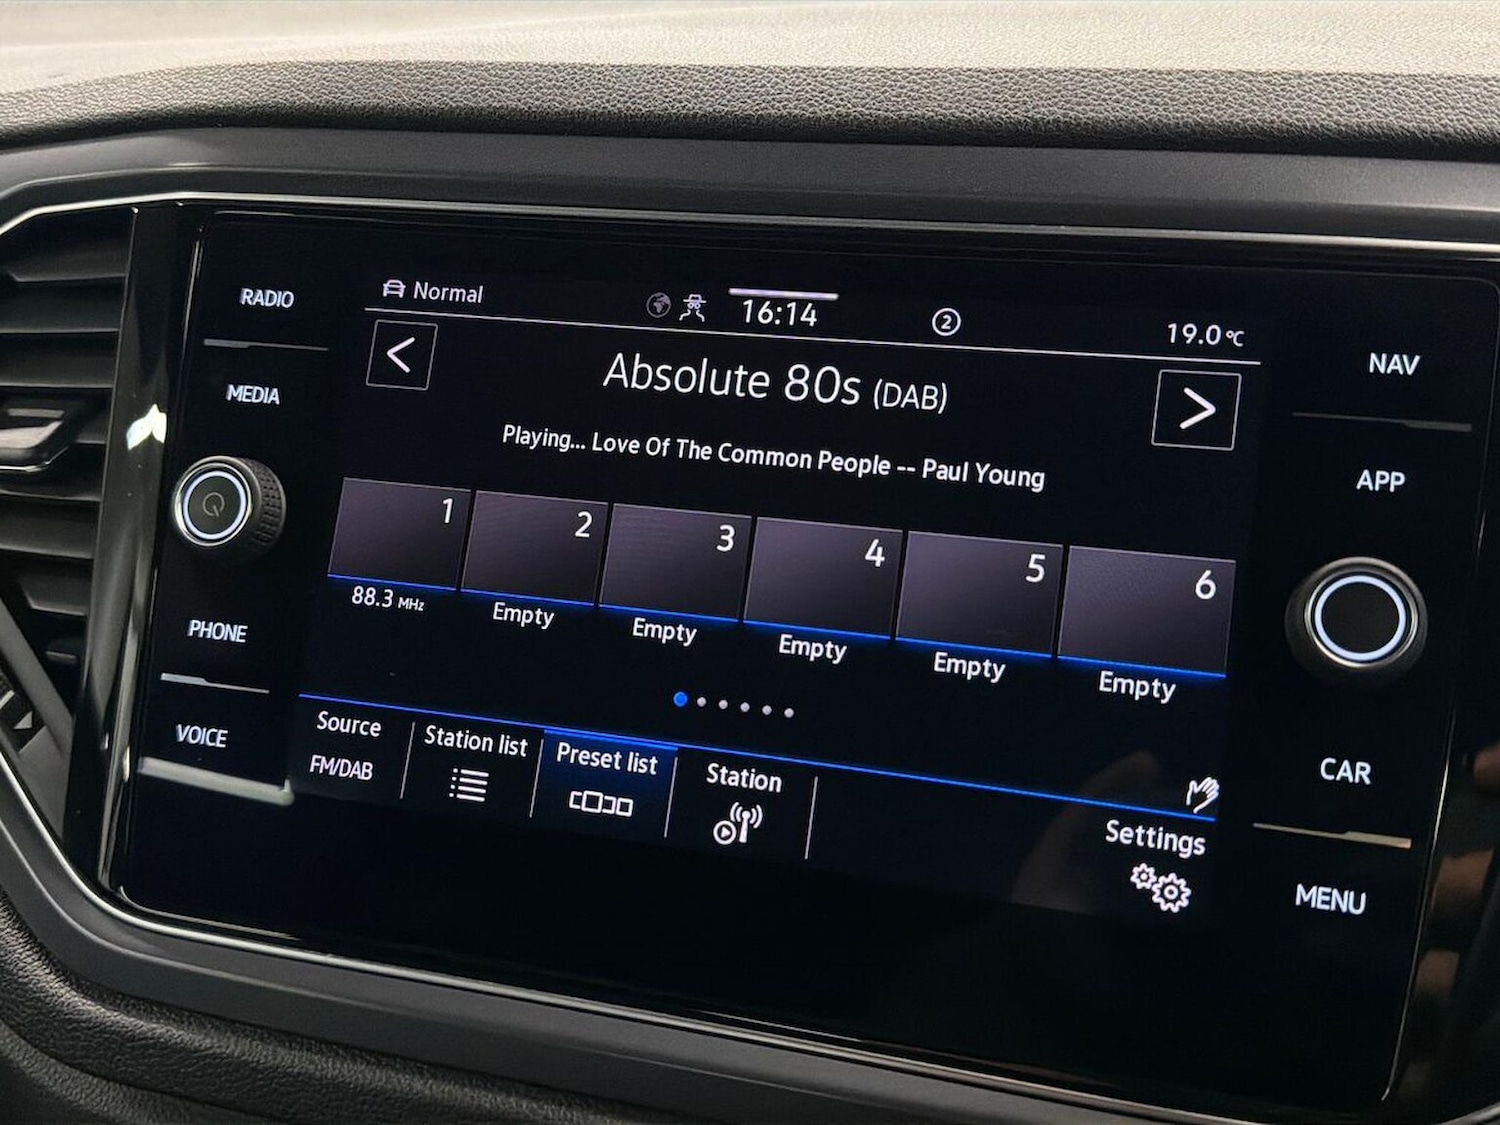 RADIO
MEDIA
PHONE
VOICE
Normal
16:14
2
19.0°C
<
Absolute 80s (DAB)
>
Playing... Love Of The Common People -- Paul Young
1
2
3
4
5
6
88.3 MHz
Empty
Empty
Empty
Empty
Empty
Source
FM/DAB
Station list
Preset list
Station
Settings
NAV
APP
CAR
MENU